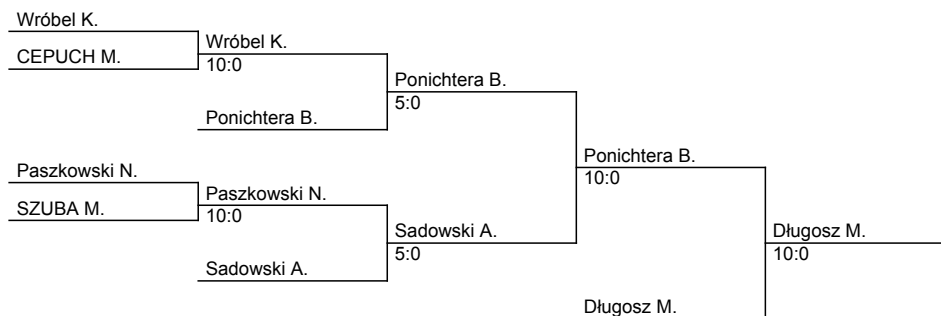 Wróbel K.
CEPUCH M.
Wróbel K.
10:0
Ponichtera B.
Ponichtera B.
5:0
Paszkowski N.
SZUBA M.
Paszkowski N.
10:0
Sadowski A.
Sadowski A.
5:0
Ponichtera B.
10:0
Długosz M.
Długosz M.
10:0